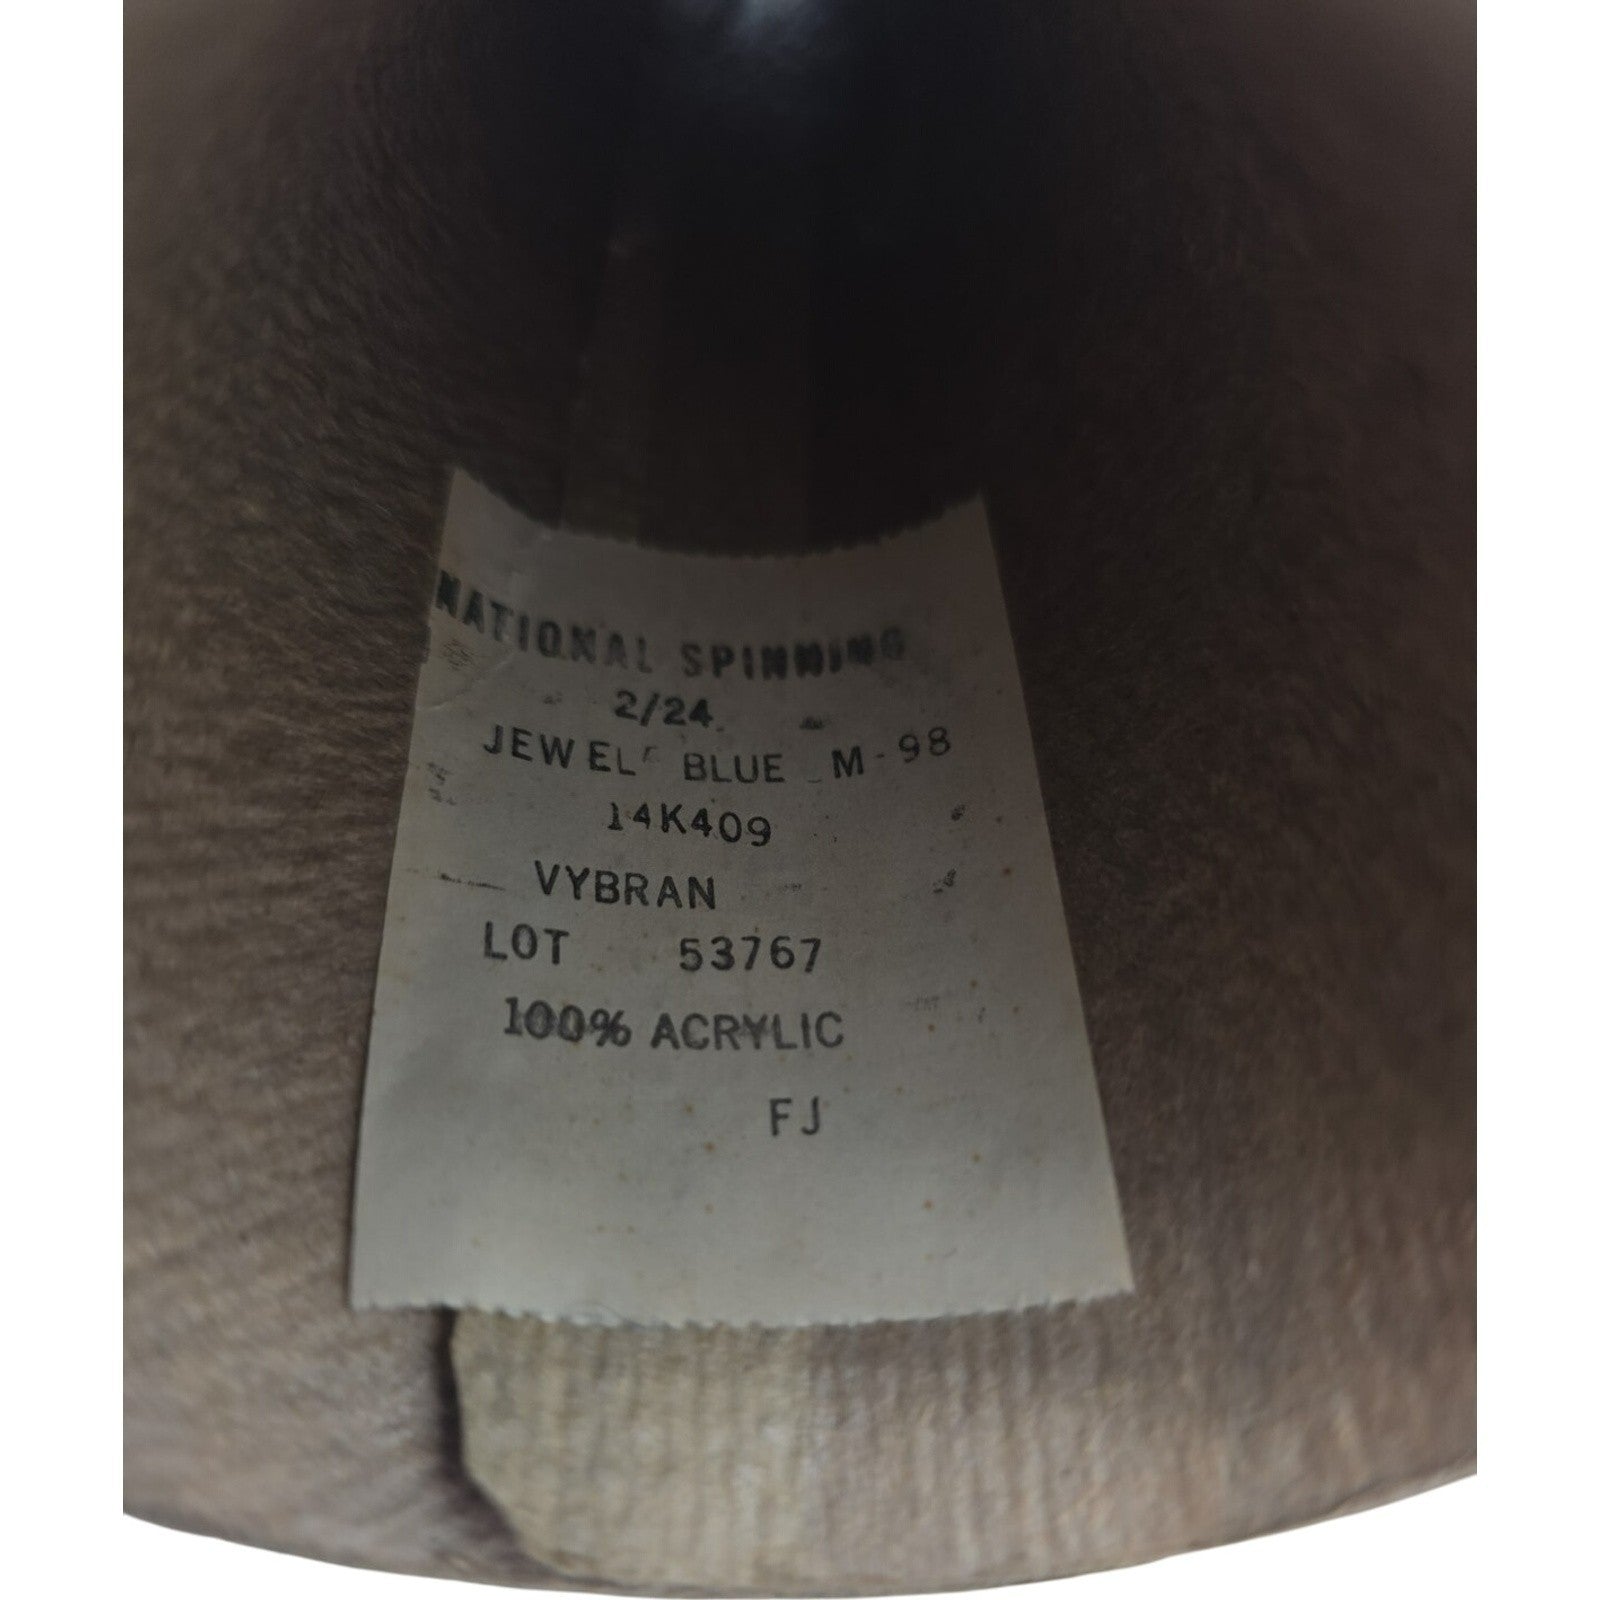 NATIONAL SPINNING
2/24
JEWEL BLUE M-98
14K409
VYBRAN
LOT 53767
100% ACRYLIC
FJ